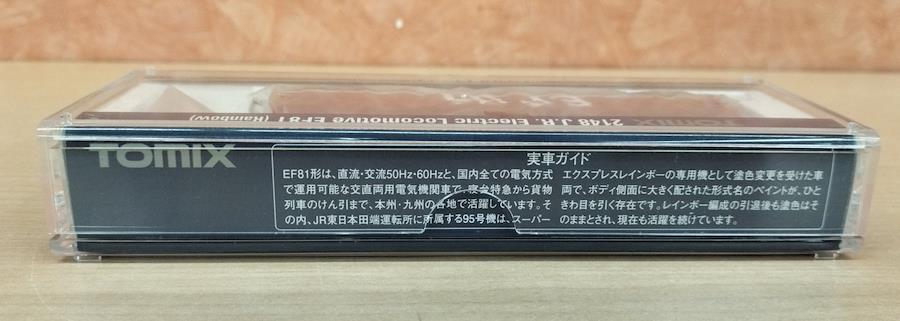 2148 J.R. Electric Locomotive EF81 (Rainbow)
TOMIX
実車ガイド
EF81形は、直流・交流50Hz・60Hzと、国内全ての電気方式
で運用可能な交直両用電気機関車で、寝台特急から貨物
列車のけん引まで、本州・九州の各地で活躍しています。そ
の内、JR東日本田端運転所に所属する95号機は、スーパー
エクスプレスレインボーの専用機として塗色変更を受けた車
両で、ボディ側面に大きく配された形式名のペイントが、ひと
きわ目を引く存在です。レインボー編成の引退後も塗色はそ
のままとされ、現在も活躍を続けています。